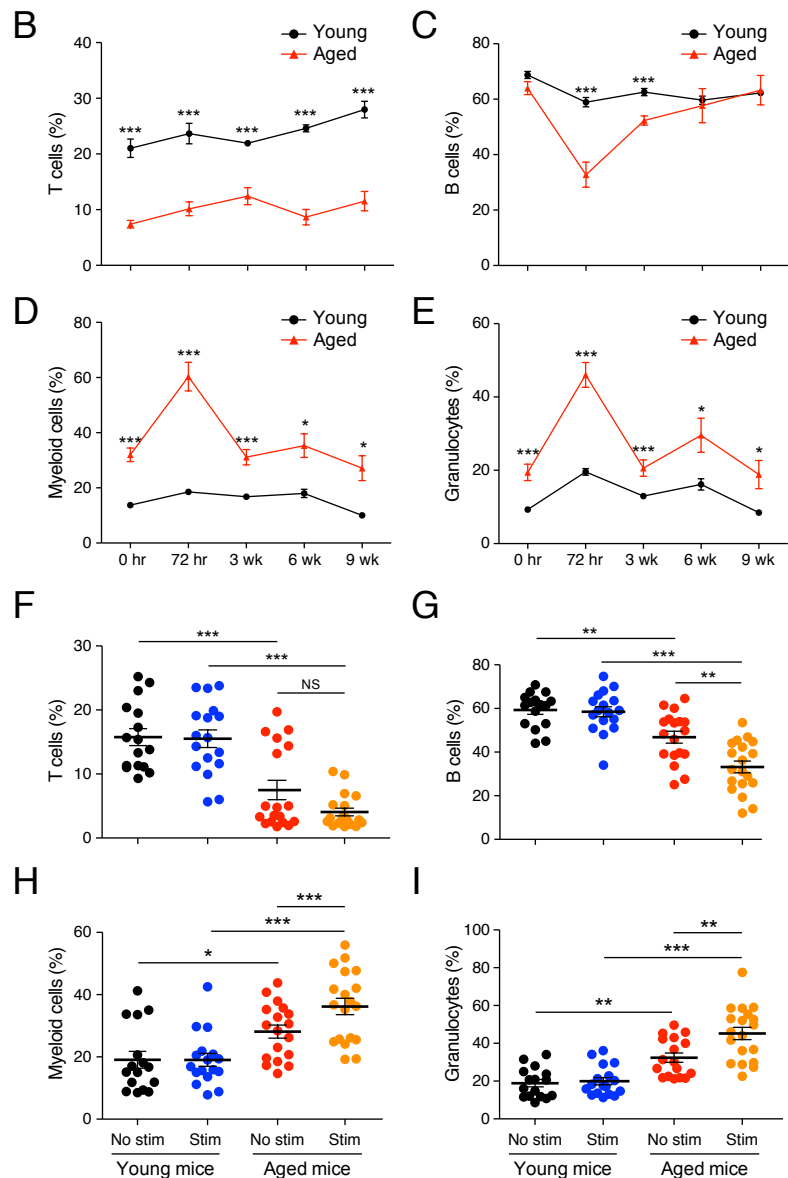 B
Young
Aged
T cells (%)
40
30
20
10
0
***
***
***
***
***
C
Young
Aged
B cells (%)
80
60
40
20
0
***
***
D
Young
Aged
Myeloid cells (%)
80
60
40
20
0
***
***
***
*
*
0 hr 72 hr 3 wk 6 wk 9 wk
E
Young
Aged
Granulocytes (%)
60
40
20
0
***
***
***
*
*
0 hr 72 hr 3 wk 6 wk 9 wk
F
T cells (%)
30
20
10
0
***
***
NS
G
B cells (%)
80
60
40
20
0
**
***
**
H
Myeloid cells (%)
60
40
20
0
***
***
*
No stim Stim No stim Stim
Young mice Aged mice
I
Granulocytes (%)
100
80
60
40
20
0
**
***
**
No stim Stim No stim Stim
Young mice Aged mice